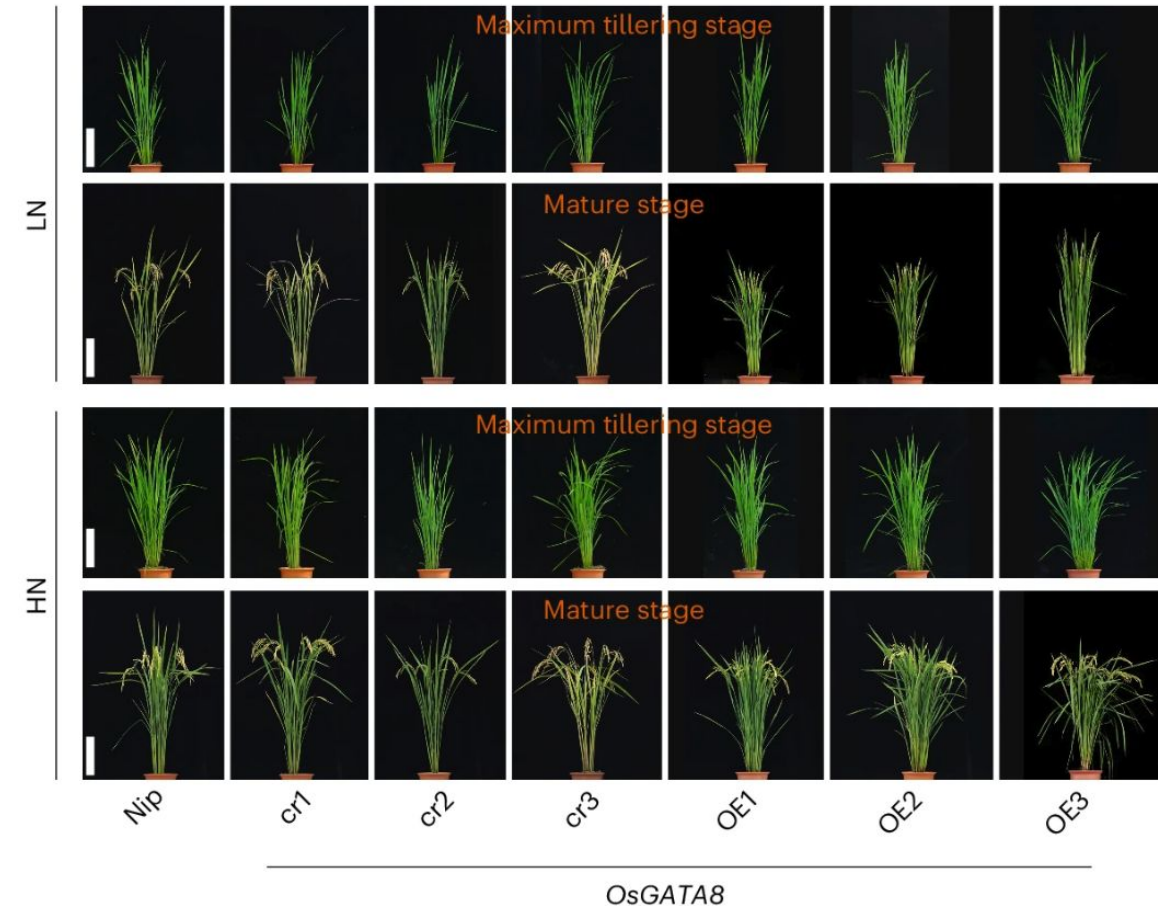 Maximum tillering stage
LN
Mature stage
Maximum tillering stage
HN
Mature stage
Nip
cr1
cr2
cr3
OE1
OE2
OE3
OsGATA8